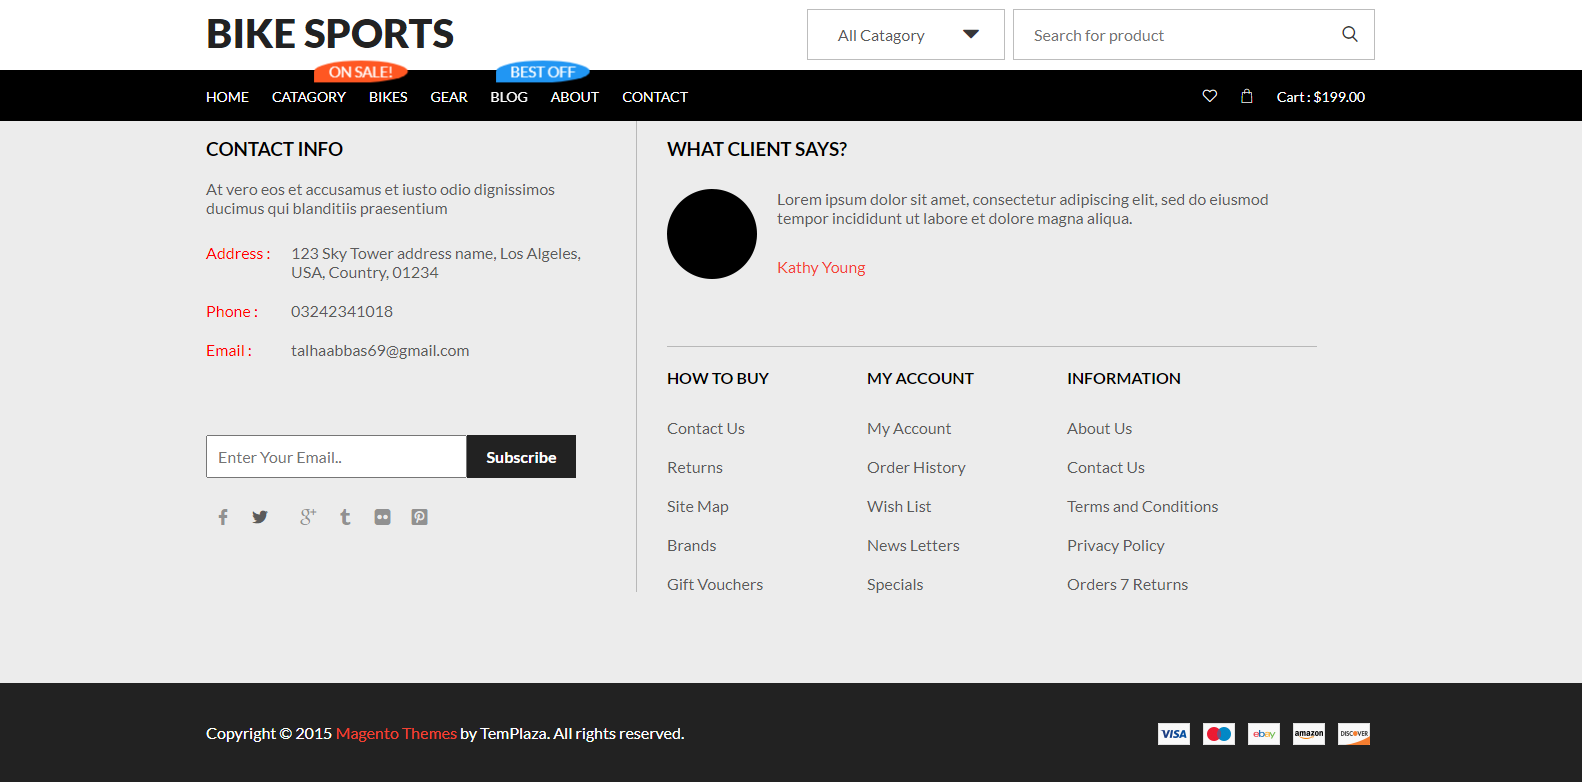 BIKE SPORTS
All Catagory
Search for product
ON SALE!
BEST OFF
HOME CATAGORY BIKES GEAR BLOG ABOUT CONTACT
Cart : $199.00
CONTACT INFO
At vero eos et accusamus et iusto odio dignissimos
ducimus qui blanditiis praesentium
Address : 123 Sky Tower address name, Los Algeles,
USA, Country, 01234
Phone : 03242341018
Email : talhaabbas69@gmail.com
Enter Your Email..
Subscribe
WHAT CLIENT SAYS?
Lorem ipsum dolor sit amet, consectetur adipiscing elit, sed do eiusmod
tempor incididunt ut labore et dolore magna aliqua.
Kathy Young
HOW TO BUY
Contact Us
Returns
Site Map
Brands
Gift Vouchers
MY ACCOUNT
My Account
Order History
Wish List
News Letters
Specials
INFORMATION
About Us
Contact Us
Terms and Conditions
Privacy Policy
Orders 7 Returns
Copyright © 2015 Magento Themes by TemPlaza. All rights reserved.
VISA
ebay
amazon
DISCOVER